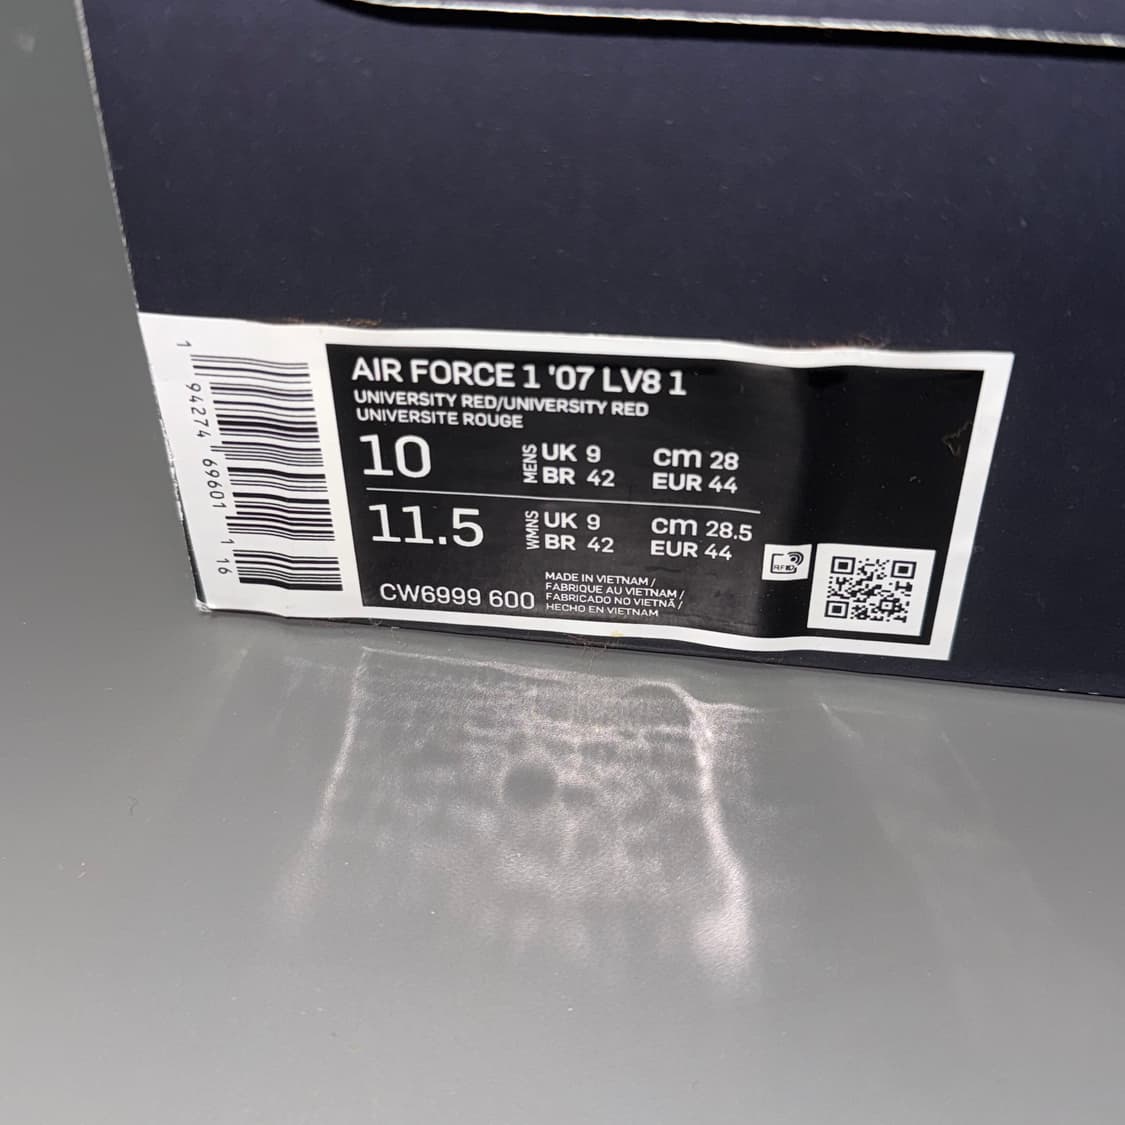 1 94274 69601 1 16
AIR FORCE 1 '07 LV8 1
UNIVERSITY RED/UNIVERSITY RED
UNIVERSITE ROUGE
10 MENS UK 9 cm 28
BR 42 EUR 44
11.5 WMNS UK 9 cm 28.5
BR 42 EUR 44
CW6999 600
MADE IN VIETNAM /
FABRIQUE AU VIETNAM /
FABRICADO NO VIETNÃ /
HECHO EN VIETNAM
RFID